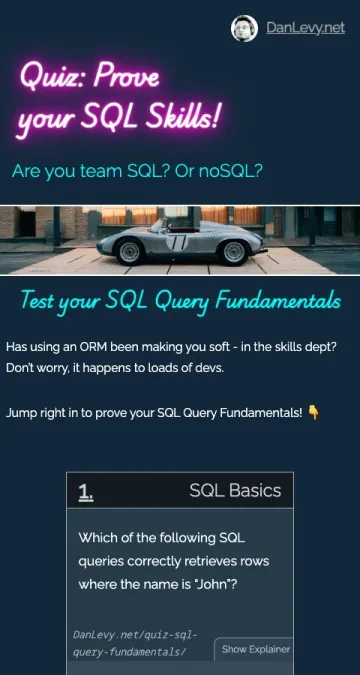 DanLevy.net
Quiz: Prove
your SQL Skills!
Are you team SQL? Or noSQL?
11
Test your SQL Query Fundamentals
Has using an ORM been making you soft - in the skills dept?
Don't worry, it happens to loads of devs.
Jump right in to prove your SQL Query Fundamentals! 👇
1.
SQL Basics
Which of the following SQL
queries correctly retrieves rows
where the name is “John”?
DanLevy.net/quiz-sql-
query-fundamentals/
Show Explainer